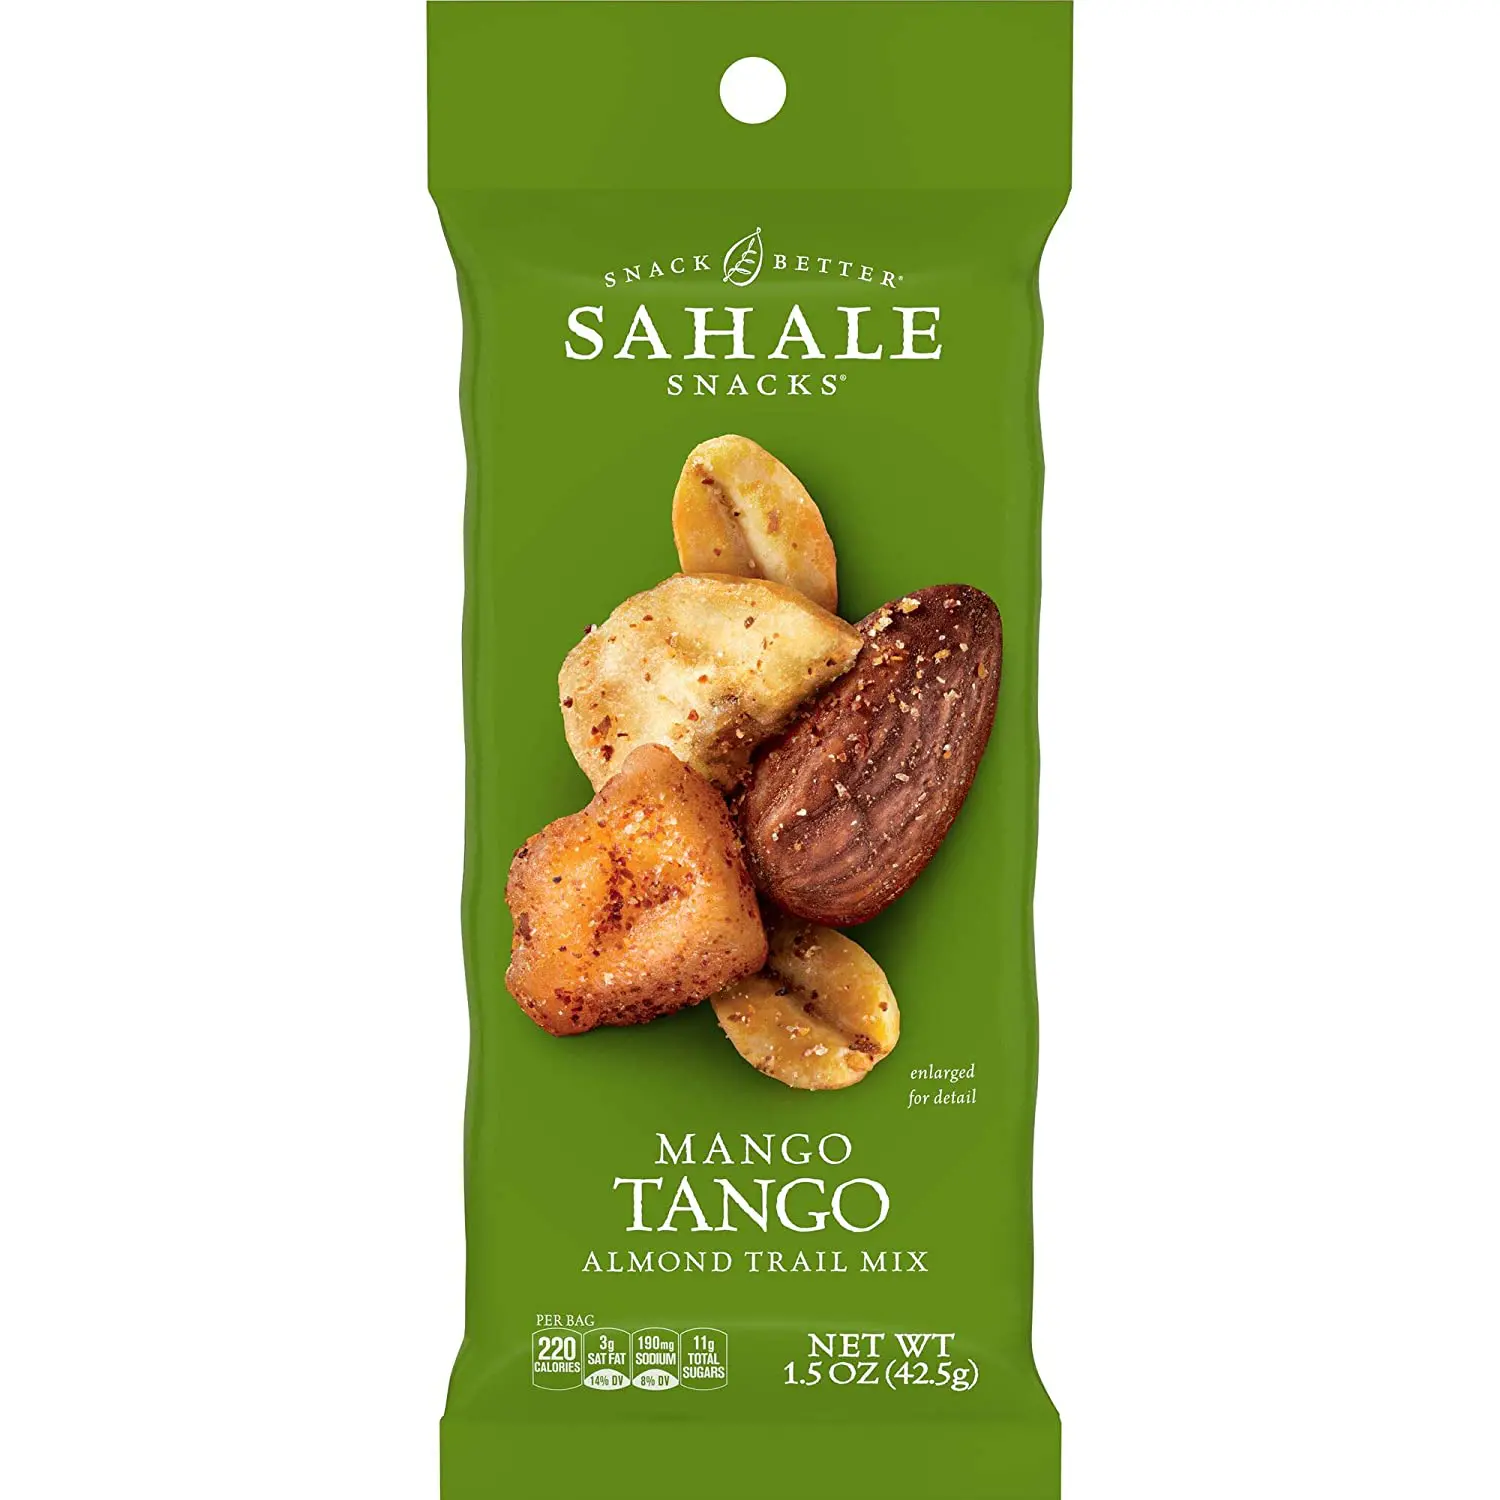 SNACK BETTER®
SAHALE
SNACKS®
enlarged
for detail
MANGO
TANGO
ALMOND TRAIL MIX
PER BAG
220
CALORIES
3g
SAT FAT
14% DV
190mg
SODIUM
8% DV
11g
TOTAL
SUGARS
NET WT
1.5 OZ (42.5g)